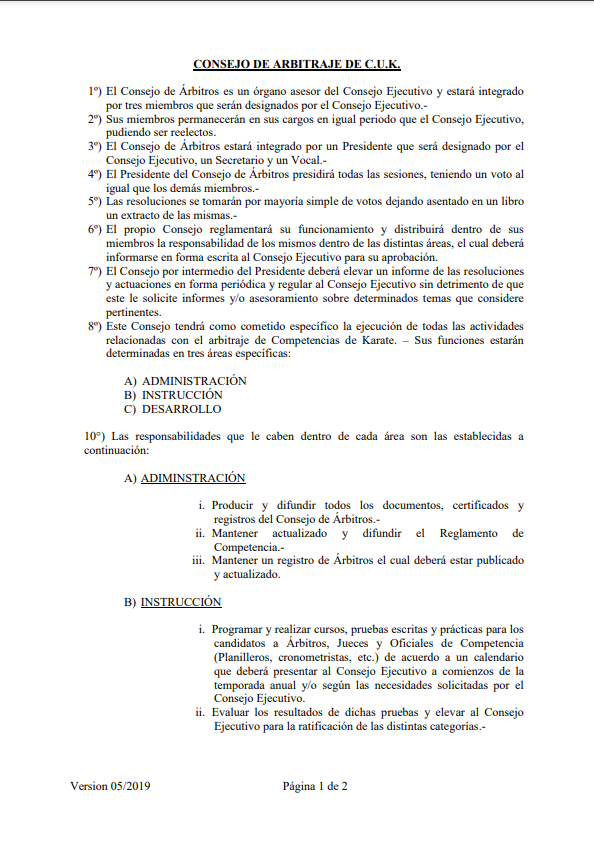 CONSEJO DE ARBITRAJE DE C.U.K.
1º) El Consejo de Árbitros es un órgano asesor del Consejo Ejecutivo y estará integrado
por tres miembros que serán designados por el Consejo Ejecutivo.-
2º) Sus miembros permanecerán en sus cargos en igual periodo que el Consejo Ejecutivo,
pudiendo ser reelectos.
3º) El Consejo de Árbitros estará integrado por un Presidente que será designado por el
Consejo Ejecutivo, un Secretario y un Vocal.-
4º) El Presidente del Consejo de Árbitros presidirá todas las sesiones, teniendo un voto al
igual que los demás miembros.-
5º) Las resoluciones se tomarán por mayoría simple de votos dejando asentado en un libro
un extracto de las mismas.-
6º) El propio Consejo reglamentará su funcionamiento y distribuirá dentro de sus
miembros la responsabilidad de los mismos dentro de las distintas áreas, el cual deberá
informarse en forma escrita al Consejo Ejecutivo para su aprobación.
7º) El Consejo por intermedio del Presidente deberá elevar un informe de las resoluciones
y actuaciones en forma periódica y regular al Consejo Ejecutivo sin detrimento de que
este le solicite informes y/o asesoramiento sobre determinados temas que considere
pertinentes.
8º) Este Consejo tendrá como cometido específico la ejecución de todas las actividades
relacionadas con el arbitraje de Competencias de Karate. – Sus funciones estarán
determinadas en tres áreas específicas:
A) ADMINISTRACIÓN
B) INSTRUCCIÓN
C) DESARROLLO
10°) Las responsabilidades que le caben dentro de cada área son las establecidas a
continuación:
A) ADIMINSTRACIÓN
i. Producir y difundir todos los documentos, certificados y
registros del Consejo de Árbitros.-
ii. Mantener actualizado y difundir el Reglamento de
Competencia.-
iii. Mantener un registro de Árbitros el cual deberá estar publicado
y actualizado.
B) INSTRUCCIÓN
i. Programar y realizar cursos, pruebas escritas y prácticas para los
candidatos a Árbitros, Jueces y Oficiales de Competencia
(Planilleros, cronometristas, etc.) de acuerdo a un calendario
que deberá presentar al Consejo Ejecutivo a comienzos de la
temporada anual y/o según las necesidades solicitadas por el
Consejo Ejecutivo.
ii. Evaluar los resultados de dichas pruebas y elevar al Consejo
Ejecutivo para la ratificación de las distintas categorías.-
Version 05/2019 Página 1 de 2